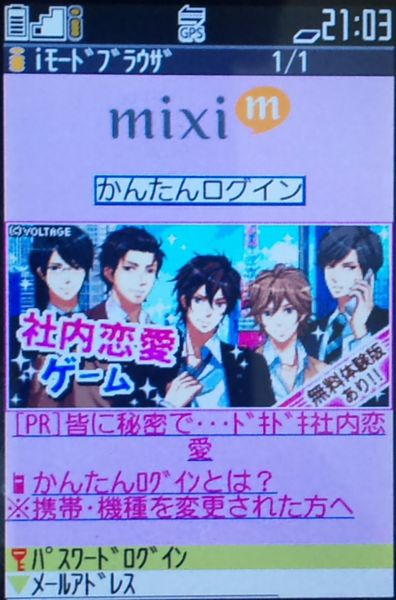 GPS 21:03
iﾓｰﾄﾞﾌﾞﾗｳｻﾞ 1/1
mixi m
かんたんログイン
(C)VOLTAGE
社内恋愛
ゲーム
無料体験版
あり!!
[PR]皆に秘密で･･･ﾄﾞｷﾄﾞｷ社内恋
愛
かんたんﾛｸﾞｲﾝとは？
※携帯･機種を変更された方へ
ﾊﾟｽﾜｰﾄﾞﾛｸﾞｲﾝ
ﾒｰﾙｱﾄﾞﾚｽ